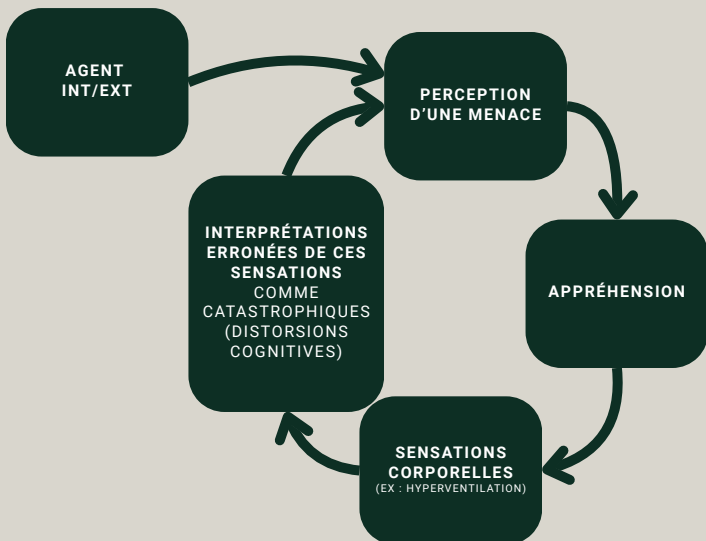 AGENT
INT/EXT
PERCEPTION
D'UNE MENACE
APPRÉHENSION
SENSATIONS
CORPORELLES
(EX : HYPERVENTILATION)
INTERPRÉTATIONS
ERRONÉES DE CES
SENSATIONS
COMME
CATASTROPHIQUES
(DISTORSIONS
COGNITIVES)